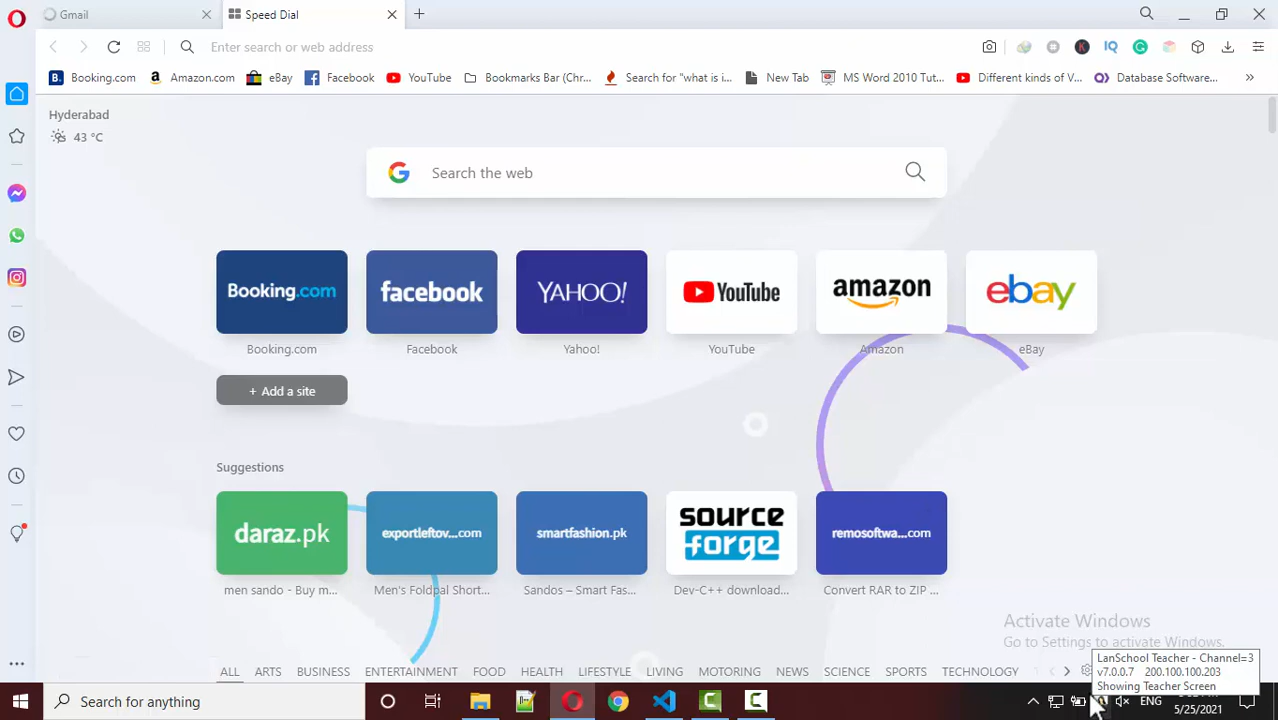 Gmail
Speed Dial
Enter search or web address
IQ
Booking.com
Amazon.com
eBay
Facebook
YouTube
Bookmarks Bar (Chr...
Search for "what is i...
New Tab
MS Word 2010 Tut...
Different kinds of V...
Database Software...
Hyderabad
43 °C
Search the web
Booking.com
facebook
YAHOO!
YouTube
amazon
ebay
Booking.com
Facebook
Yahoo!
YouTube
Amazon
eBay
+ Add a site
Suggestions
daraz.pk
exportleftov...com
smartfashion.pk
source forge
remosoftwa...com
men sando - Buy m...
Men's Foldpal Short...
Sandos – Smart Fas...
Dev-C++ download...
Convert RAR to ZIP ...
Activate Windows
Go to Settings to activate Windows.
ALL
ARTS
BUSINESS
ENTERTAINMENT
FOOD
HEALTH
LIFESTYLE
LIVING
MOTORING
NEWS
SCIENCE
SPORTS
TECHNOLOGY
LanSchool Teacher - Channel=3
v7.0.0.7 200.100.100.203
Showing Teacher Screen
Search for anything
ENG
5/25/2021